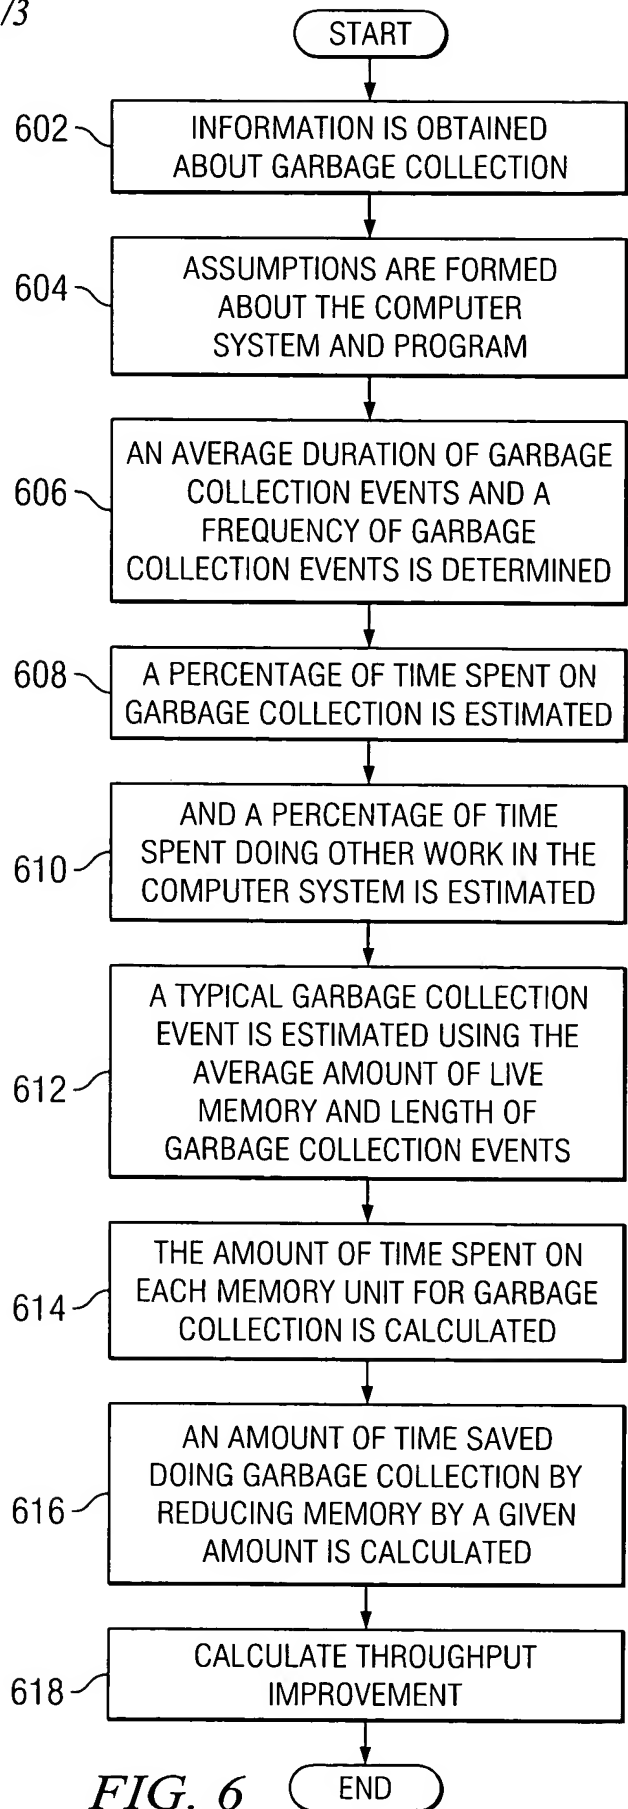 /3
START
602
INFORMATION IS OBTAINED
ABOUT GARBAGE COLLECTION
604
ASSUMPTIONS ARE FORMED
ABOUT THE COMPUTER
SYSTEM AND PROGRAM
606
AN AVERAGE DURATION OF GARBAGE
COLLECTION EVENTS AND A
FREQUENCY OF GARBAGE
COLLECTION EVENTS IS DETERMINED
608
A PERCENTAGE OF TIME SPENT ON
GARBAGE COLLECTION IS ESTIMATED
610
AND A PERCENTAGE OF TIME
SPENT DOING OTHER WORK IN THE
COMPUTER SYSTEM IS ESTIMATED
612
A TYPICAL GARBAGE COLLECTION
EVENT IS ESTIMATED USING THE
AVERAGE AMOUNT OF LIVE
MEMORY AND LENGTH OF
GARBAGE COLLECTION EVENTS
614
THE AMOUNT OF TIME SPENT ON
EACH MEMORY UNIT FOR GARBAGE
COLLECTION IS CALCULATED
616
AN AMOUNT OF TIME SAVED
DOING GARBAGE COLLECTION BY
REDUCING MEMORY BY A GIVEN
AMOUNT IS CALCULATED
618
CALCULATE THROUGHPUT
IMPROVEMENT
FIG. 6
END